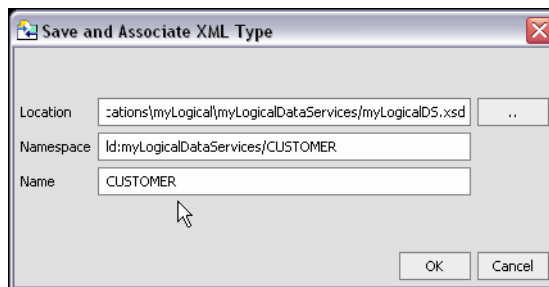 Save and Associate XML Type
Location :ations\myLogical\myLogicalDataServices/myLogicalDS.xsd ..
Namespace ld:myLogicalDataServices/CUSTOMER
Name CUSTOMER
OK Cancel